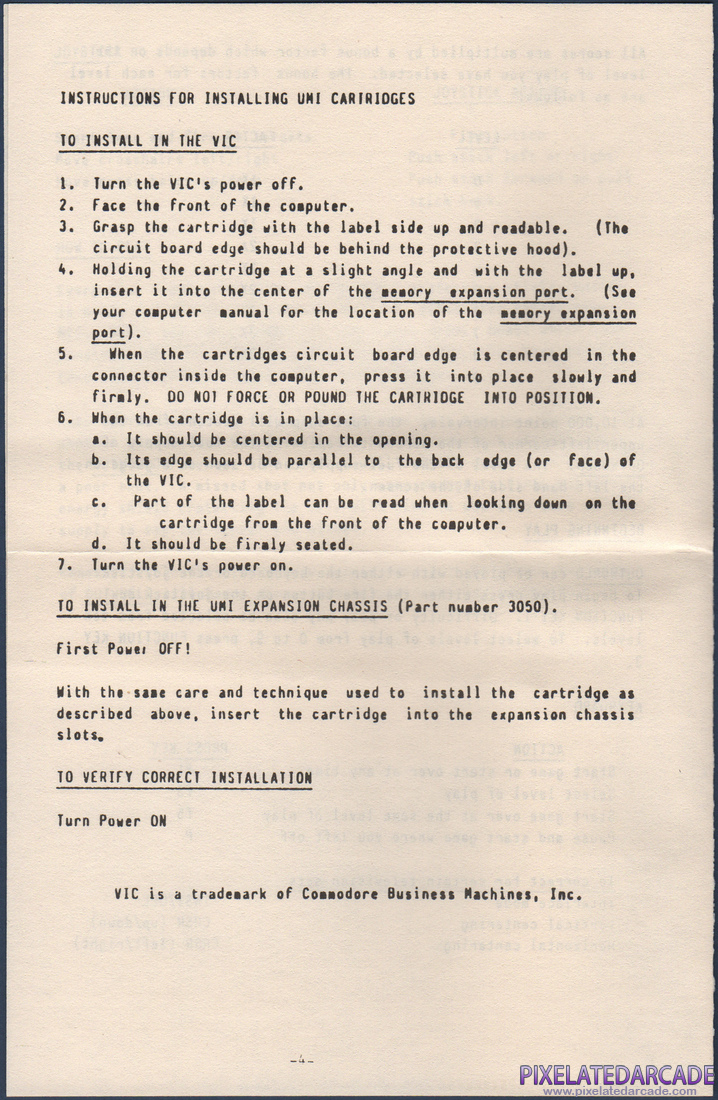 INSTRUCTIONS FOR INSTALLING UMI CARTRIDGES
TO INSTALL IN THE VIC
1. Turn the VIC's power off.
2. Face the front of the computer.
3. Grasp the cartridge with the label side up and readable. (The
circuit board edge should be behind the protective hood).
4. Holding the cartridge at a slight angle and with the label up,
insert it into the center of the memory expansion port. (See
your computer manual for the location of the memory expansion
port).
5. When the cartridges circuit board edge is centered in the
connector inside the computer, press it into place slowly and
firmly. DO NOT FORCE OR POUND THE CARTRIDGE INTO POSITION.
6. When the cartridge is in place:
a. It should be centered in the opening.
b. Its edge should be parallel to the back edge (or face) of
the VIC.
c. Part of the label can be read when looking down on the
cartridge from the front of the computer.
d. It should be firmly seated.
7. Turn the VIC's power on.
TO INSTALL IN THE UMI EXPANSION CHASSIS (Part number 3050).
First Power OFF!
With the same care and technique used to install the cartridge as
described above, insert the cartridge into the expansion chassis
slots.
TO VERIFY CORRECT INSTALLATION
Turn Power ON
VIC is a trademark of Commodore Business Machines, Inc.
-4-
PIXELATEDARCADE
www.pixelatedarcade.com